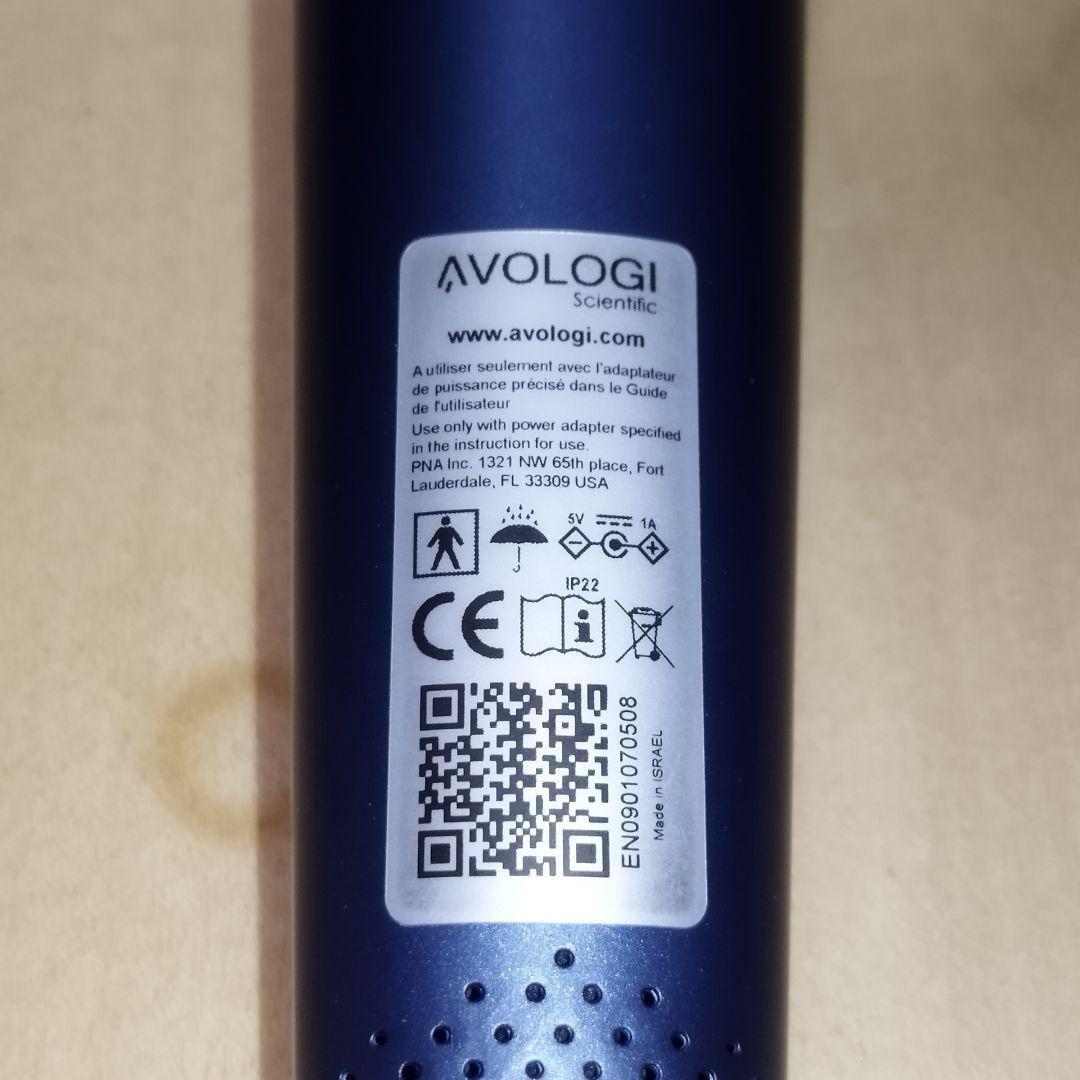 AVOLOGI
Scientific
www.avologi.com
A utiliser seulement avec l'adaptateur
de puissance précisé dans le Guide
de l'utilisateur
Use only with power adapter specified
in the instruction for use.
PNA Inc. 1321 NW 65th place, Fort
Lauderdale, FL 33309 USA
5V 1A
IP22
CE
EN0901070508
Made in ISRAEL